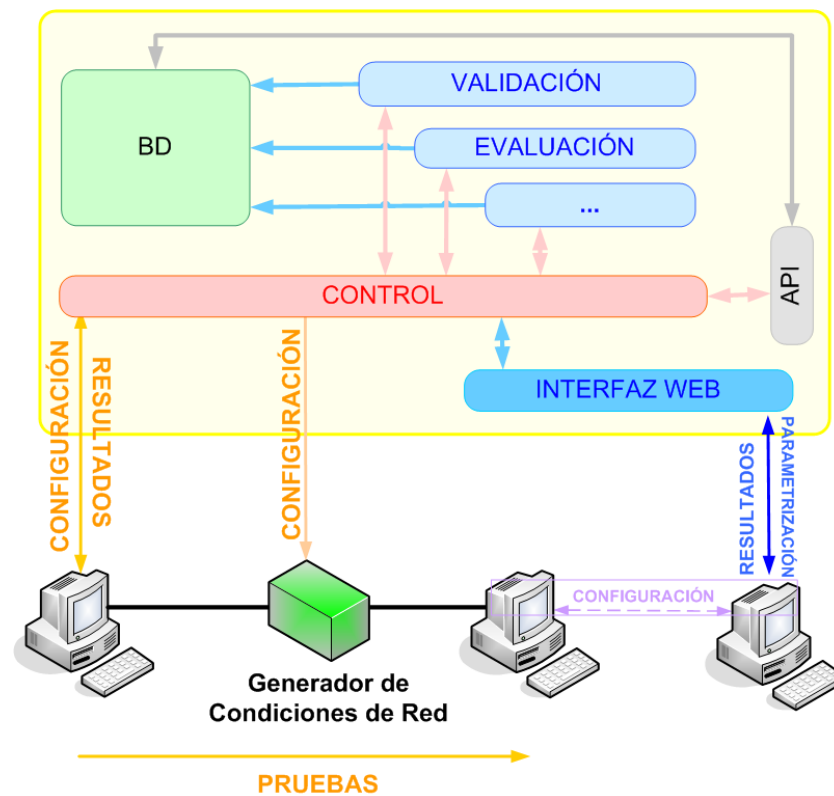 VALIDACIÓN
BD
EVALUACIÓN
...
API
CONTROL
INTERFAZ WEB
CONFIGURACIÓN
RESULTADOS
CONFIGURACIÓN
RESULTADOS
PARAMETRIZACIÓN
CONFIGURACIÓN
Generador de
Condiciones de Red
PRUEBAS